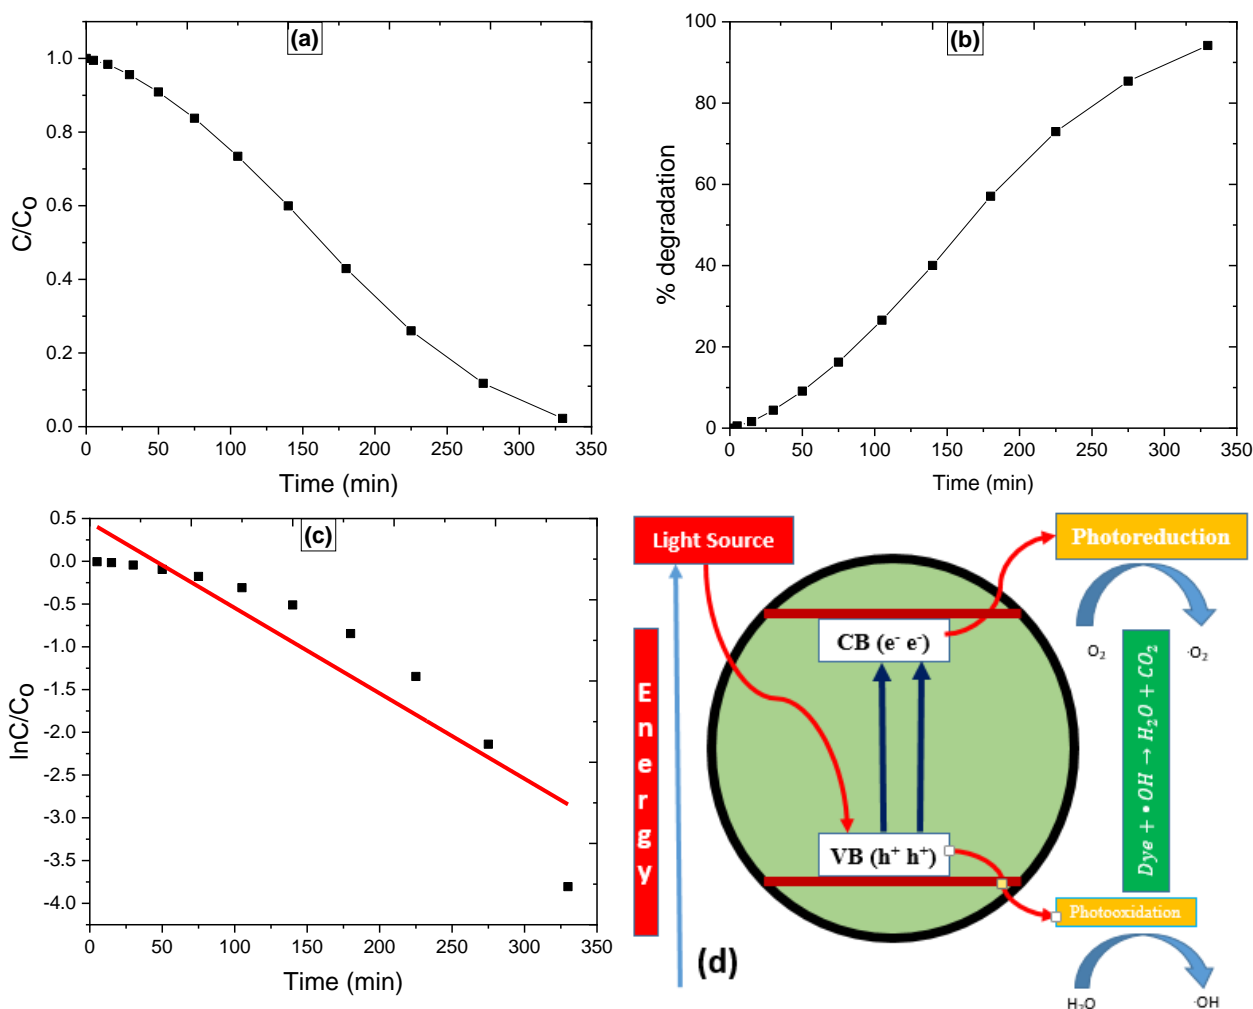 (a)
1.0
0.8
0.6
0.4
0.2
0.0
C/C₀
0 50 100 150 200 250 300 350
Time (min)
(b)
100
80
60
40
20
0
% degradation
0 50 100 150 200 250 300 350
Time (min)
(c)
0.5
0.0
-0.5
-1.0
-1.5
-2.0
-2.5
-3.0
-3.5
-4.0
lnC/C₀
0 50 100 150 200 250 300 350
Time (min)
Light Source
Photoreduction
Energy
CB (e⁻ e⁻)
O₂
·O₂
Dye + •OH → H₂O + CO₂
VB (h⁺ h⁺)
Photooxidation
(d)
H₂O
·OH